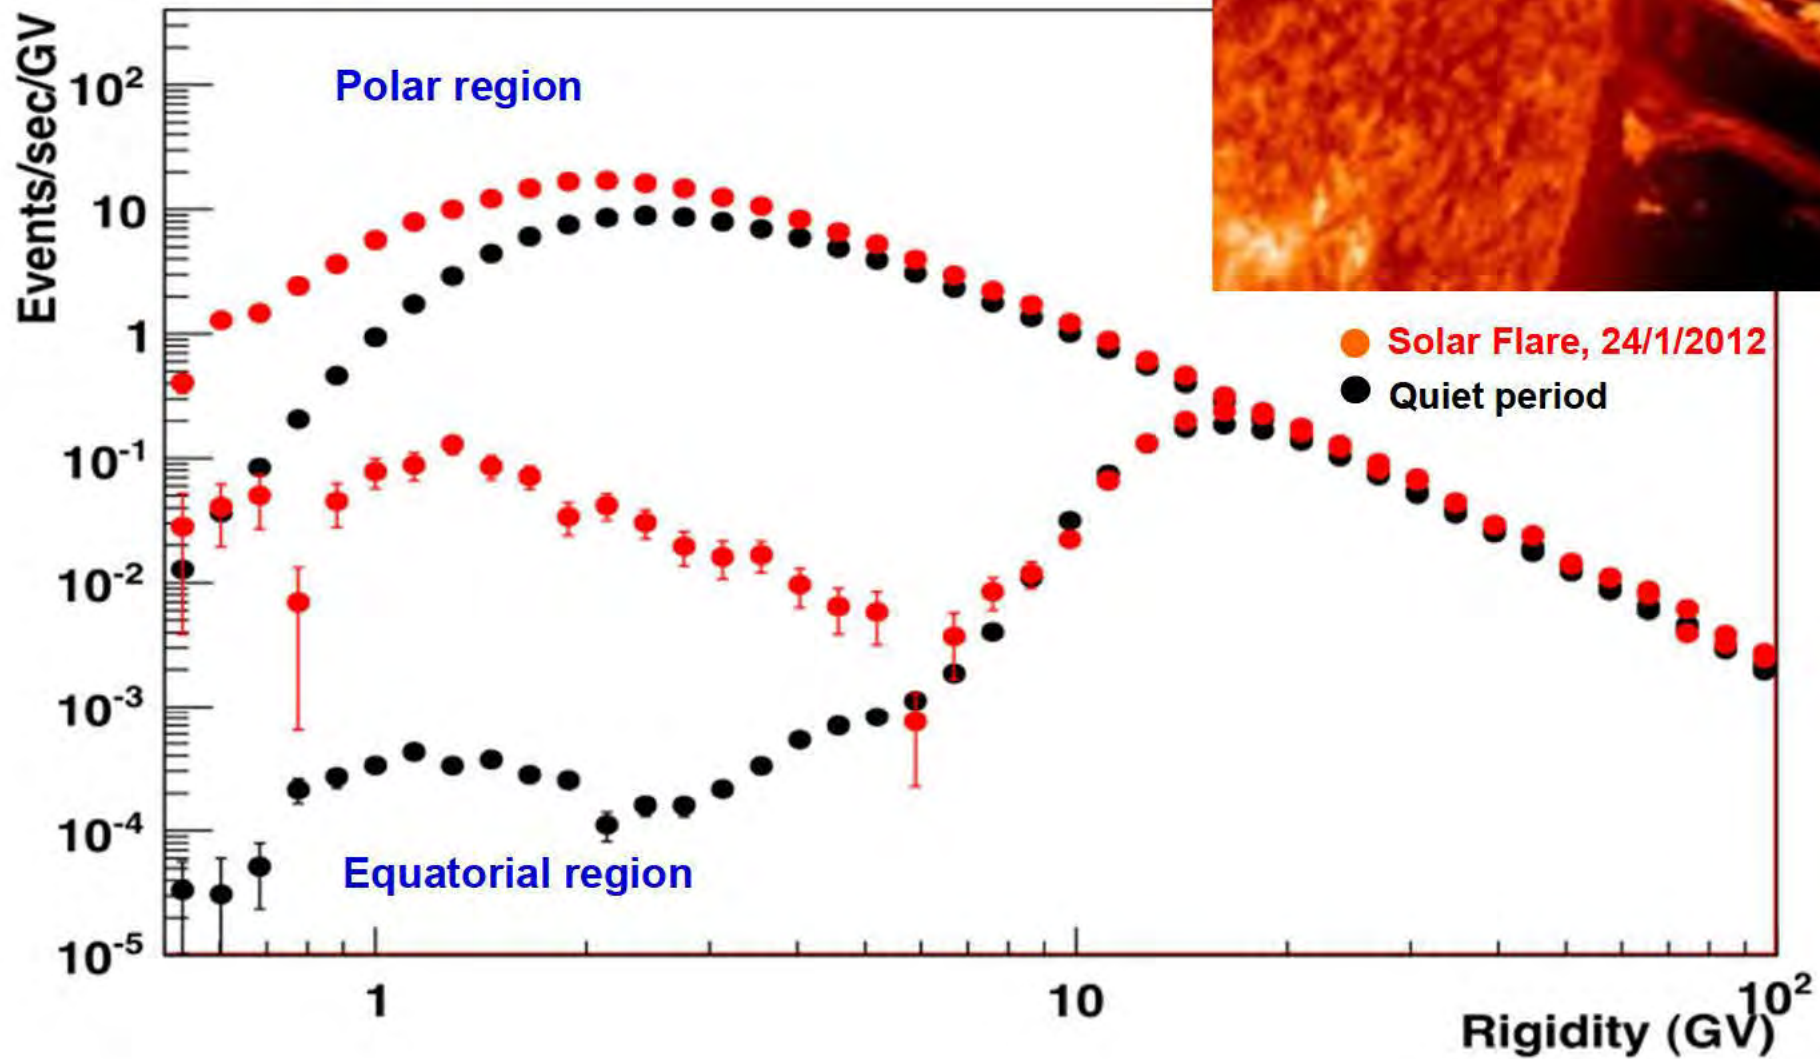 Events/sec/GV
10²
10
1
10⁻¹
10⁻²
10⁻³
10⁻⁴
10⁻⁵
Polar region
Solar Flare, 24/1/2012
Quiet period
Equatorial region
1
10
10²
Rigidity (GV)